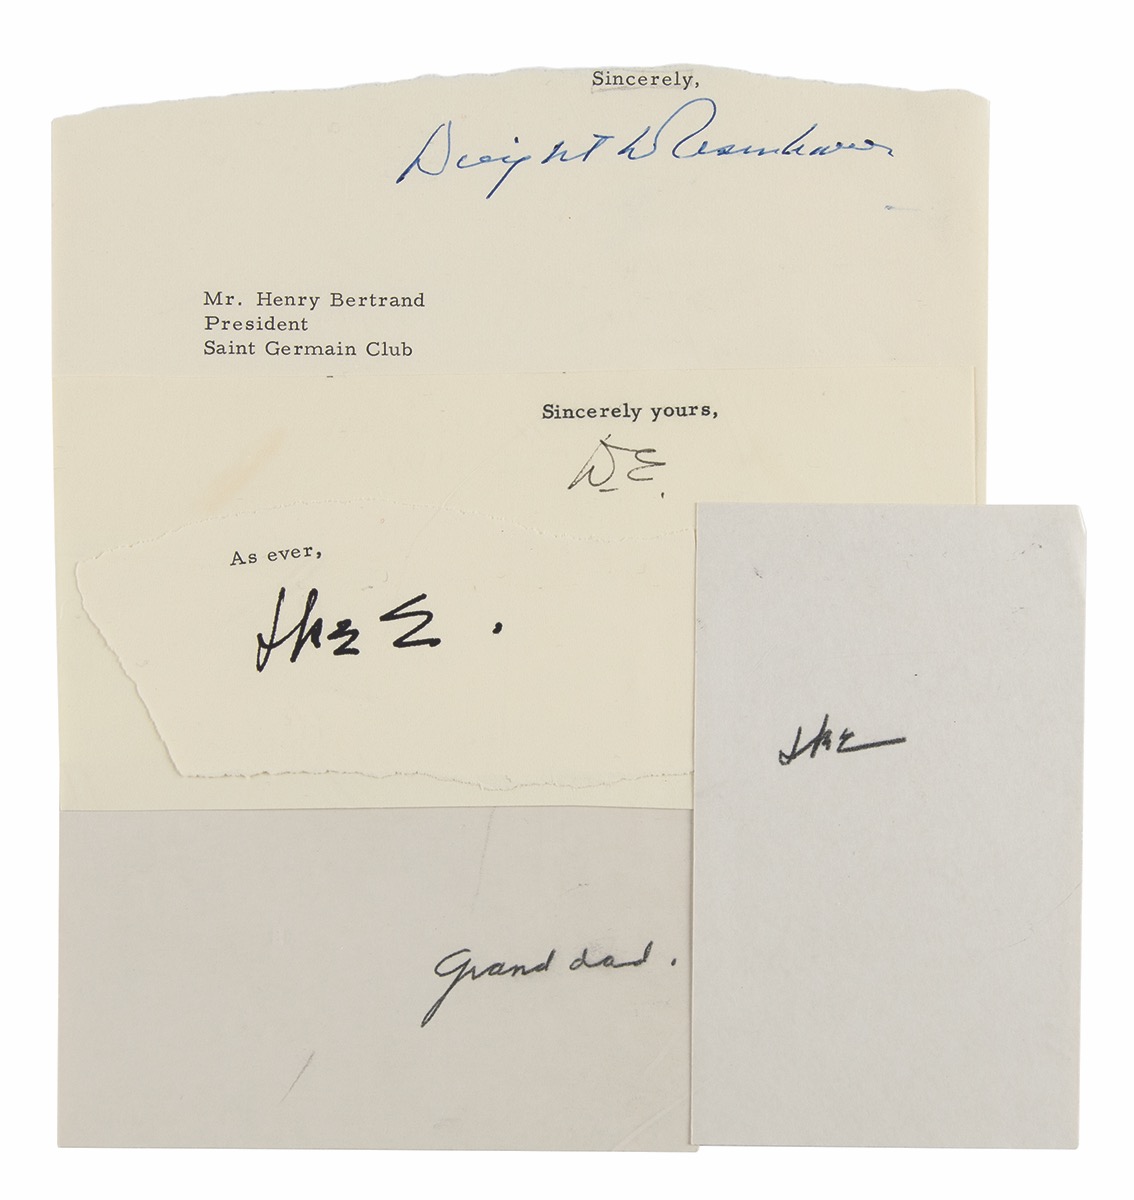 Sincerely,
Dwight D Eisenhower
Mr. Henry Bertrand
President
Saint Germain Club
Sincerely yours,
D.E.
As ever,
Ike E.
Ike
Granddad.